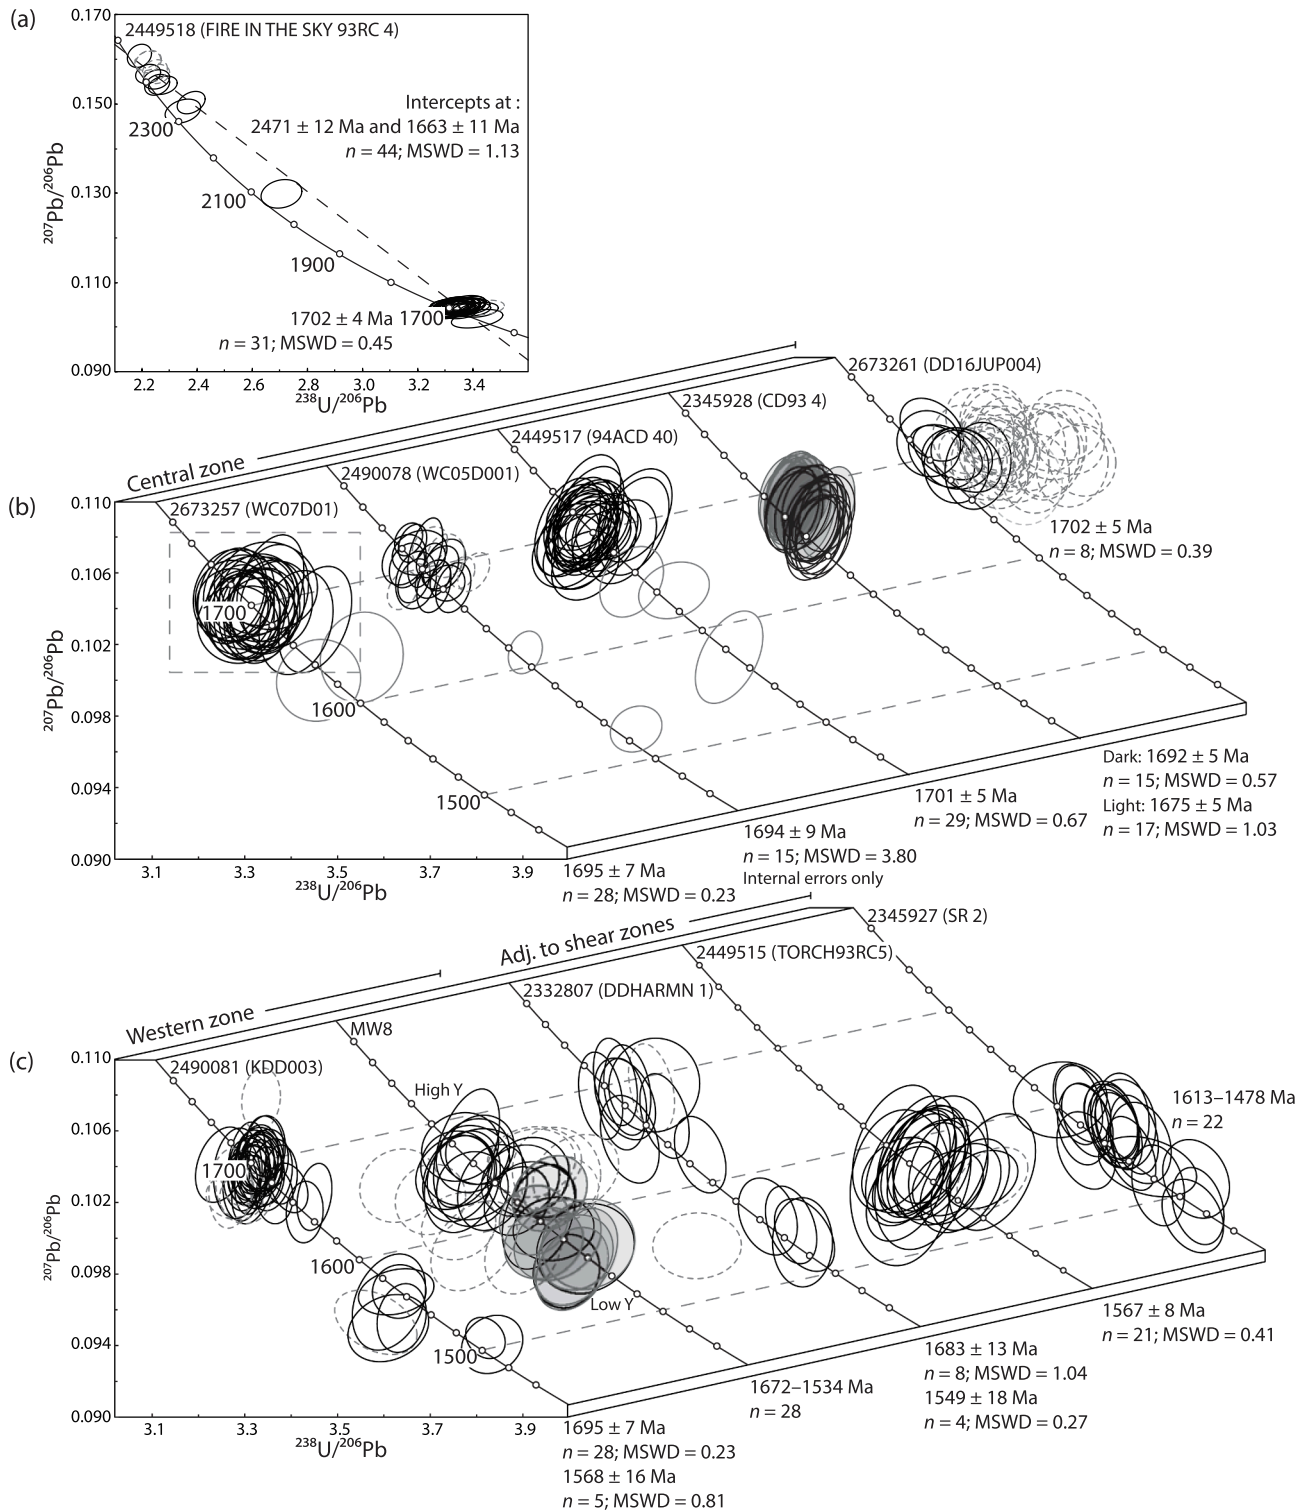 (a)
0.170
0.150
0.130
0.110
0.090
207Pb/206Pb
2449518 (FIRE IN THE SKY 93RC 4)
Intercepts at :
2471 ± 12 Ma and 1663 ± 11 Ma
n = 44; MSWD = 1.13
2300
2100
1900
1702 ± 4 Ma 1700
n = 31; MSWD = 0.45
2.2 2.4 2.6 2.8 3.0 3.2 3.4
238U/206Pb
(b)
Central zone
2673257 (WC07D01)
2490078 (WC05D001)
2449517 (94ACD 40)
2345928 (CD93 4)
2673261 (DD16JUP004)
0.110
0.106
0.102
0.098
0.094
0.090
207Pb/206Pb
1700
1600
1500
1702 ± 5 Ma
n = 8; MSWD = 0.39
Dark: 1692 ± 5 Ma
n = 15; MSWD = 0.57
Light: 1675 ± 5 Ma
n = 17; MSWD = 1.03
1701 ± 5 Ma
n = 29; MSWD = 0.67
1694 ± 9 Ma
n = 15; MSWD = 3.80
Internal errors only
1695 ± 7 Ma
n = 28; MSWD = 0.23
3.1 3.3 3.5 3.7 3.9
238U/206Pb
(c)
Western zone
Adj. to shear zones
2490081 (KDD003)
MW8
2332807 (DDHARMN 1)
2449515 (TORCH93RC5)
2345927 (SR 2)
0.110
0.106
0.102
0.098
0.094
0.090
207Pb/206Pb
High Y
Low Y
1700
1600
1500
1613–1478 Ma
n = 22
1567 ± 8 Ma
n = 21; MSWD = 0.41
1683 ± 13 Ma
n = 8; MSWD = 1.04
1549 ± 18 Ma
n = 4; MSWD = 0.27
1672–1534 Ma
n = 28
1695 ± 7 Ma
n = 28; MSWD = 0.23
1568 ± 16 Ma
n = 5; MSWD = 0.81
3.1 3.3 3.5 3.7 3.9
238U/206Pb